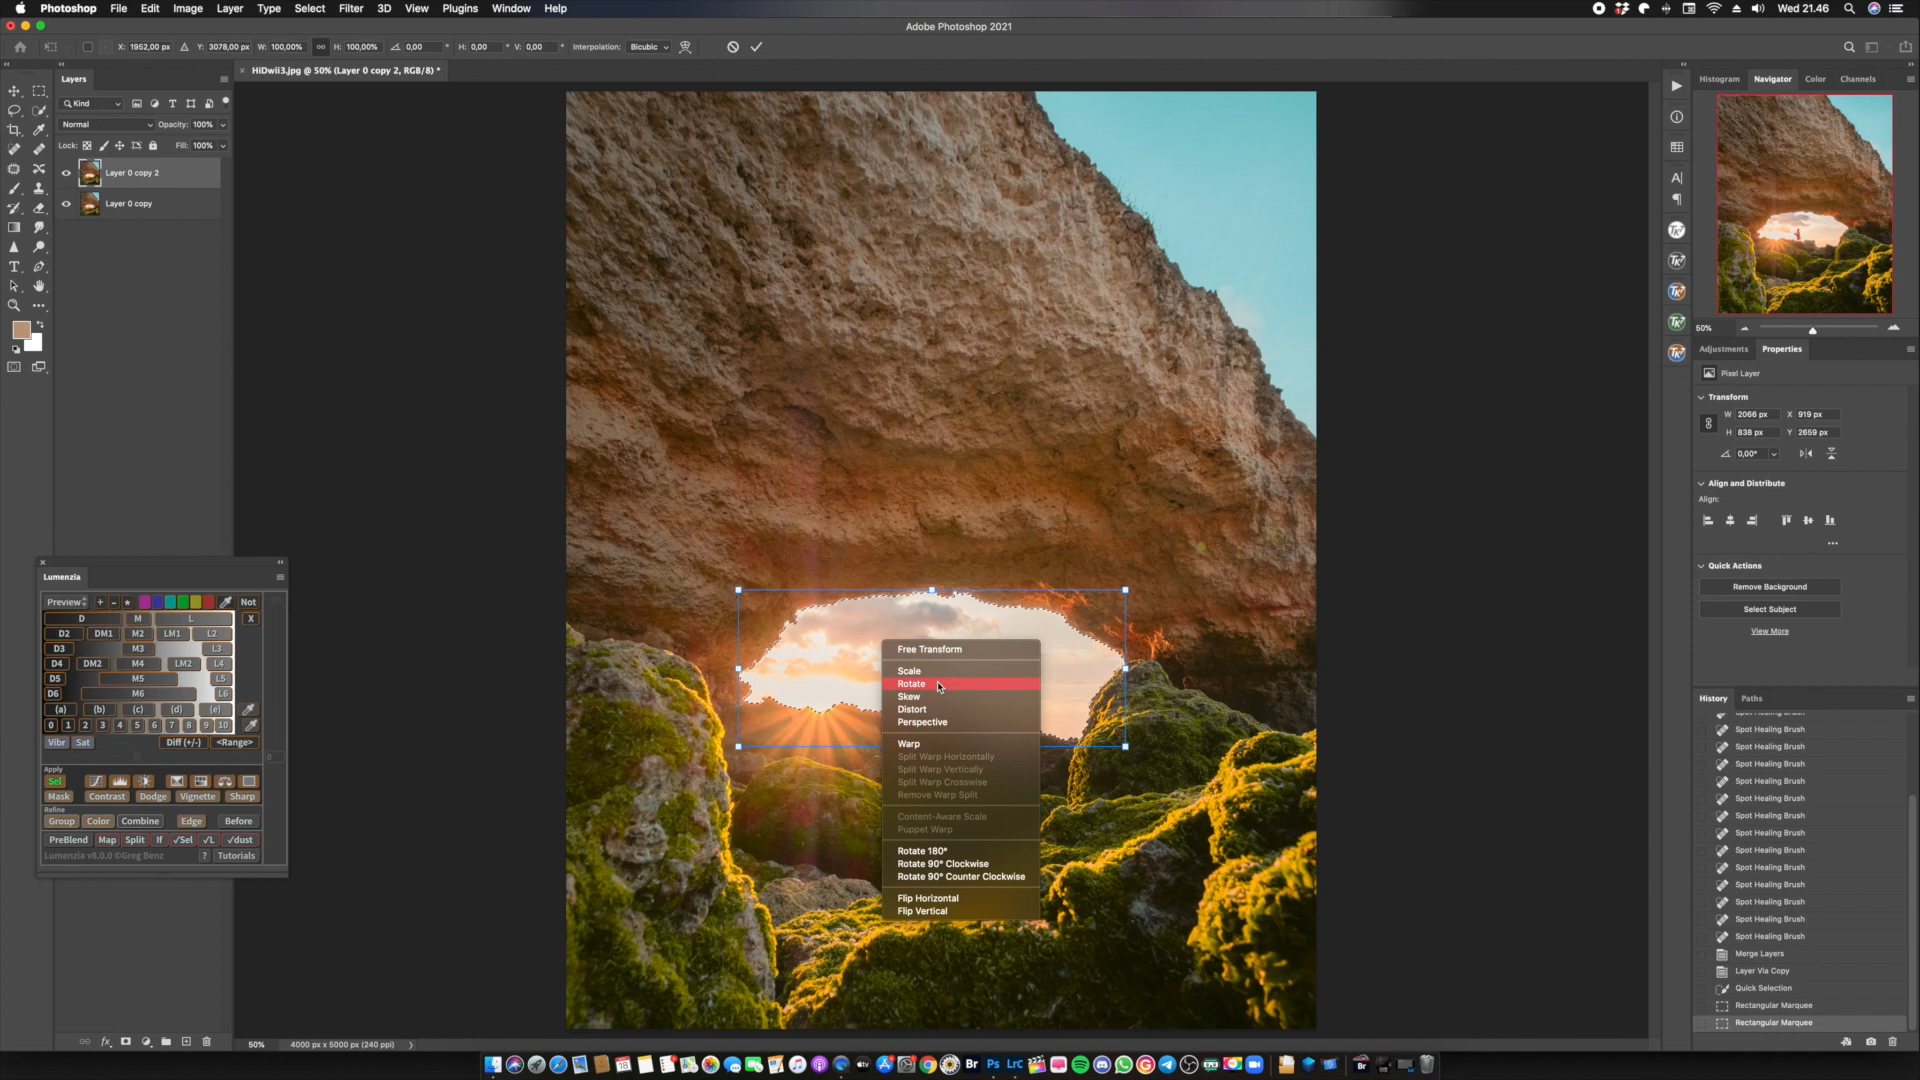 Photoshop File Edit Image Layer Type Select Filter 3D View Plugins Window Help
Wed 21.46
Adobe Photoshop 2021
X: 1952,00 px Y: 3078,00 px W: 100,00% H: 100,00% 0,00 ° H: 0,00 ° V: 0,00 ° Interpolation: Bicubic
Layers
HiDwii3.jpg @ 50% (Layer 0 copy 2, RGB/8) *
Histogram Navigator Color Channels
Kind
Normal Opacity: 100%
Lock: Fill: 100%
Layer 0 copy 2
Layer 0 copy
50%
Adjustments Properties
Pixel Layer
Transform
W 2066 px X 919 px
H 838 px Y 2659 px
0,00°
Align and Distribute
Align:
Quick Actions
Remove Background
Select Subject
View More
Free Transform
Scale
Rotate
Skew
Distort
Perspective
Warp
Split Warp Horizontally
Split Warp Vertically
Split Warp Crosswise
Remove Warp Split
Content-Aware Scale
Puppet Warp
Rotate 180°
Rotate 90° Clockwise
Rotate 90° Counter Clockwise
Flip Horizontal
Flip Vertical
Lumenzia
Preview + - Not
D M L X
D2 DM1 M2 LM1 L2
D3 M3 L3
D4 DM2 M4 LM2 L4
D5 M5 L5
D6 M6 L6
(a) (b) (c) (d) (e)
0 1 2 3 4 5 6 7 8 9 10
Vibr Sat Diff (+/-) <Range>
0
Apply
Sel
Mask Contrast Dodge Vignette Sharp
Refine
Group Color Combine Edge Before
PreBlend Map Split If √Sel √L √dust
Lumenzia v8.0.0 ©Greg Benz ? Tutorials
History Paths
Spot Healing Brush
Spot Healing Brush
Spot Healing Brush
Spot Healing Brush
Spot Healing Brush
Spot Healing Brush
Spot Healing Brush
Spot Healing Brush
Spot Healing Brush
Spot Healing Brush
Spot Healing Brush
Spot Healing Brush
Spot Healing Brush
Spot Healing Brush
Merge Layers
Layer Via Copy
Quick Selection
Rectangular Marquee
Rectangular Marquee
50% 4000 px x 5000 px (240 ppi)
Br Ps LrC
Br